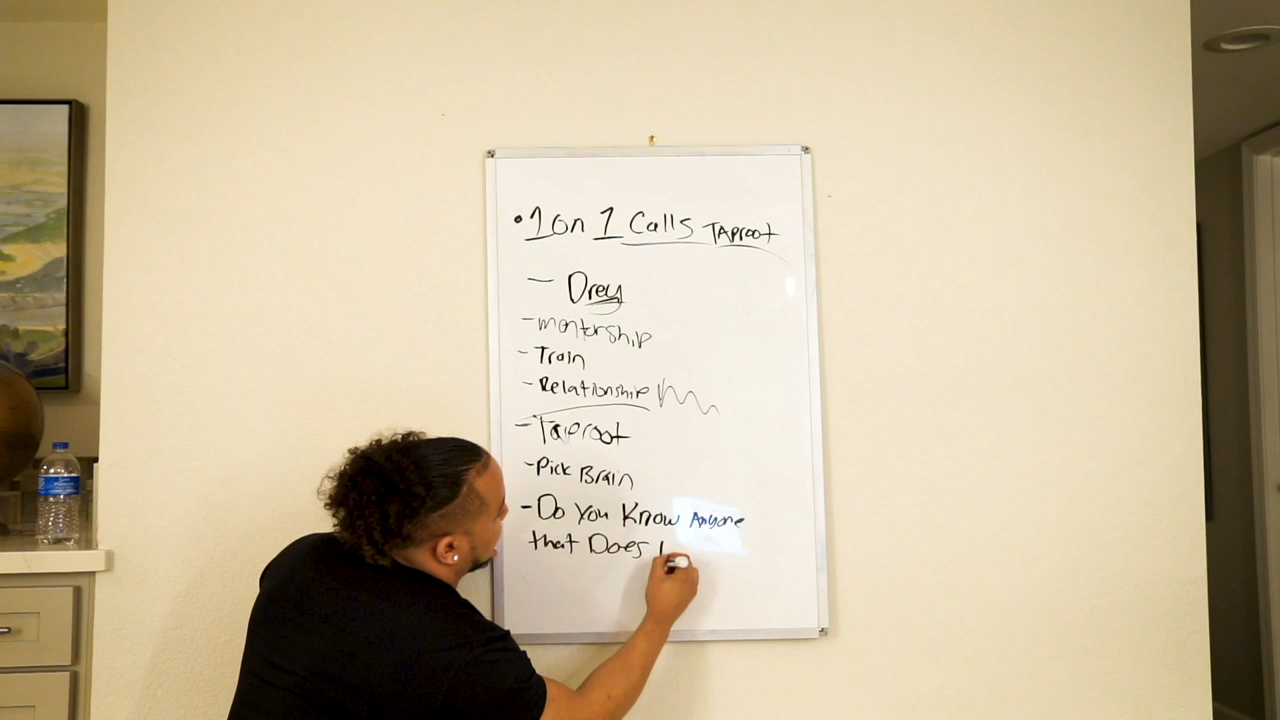 • 1 on 1 Calls TAproot
— Drey
- mentorship
- Train
- Relationship
- Taproot
- Pick Brain
- Do You Know Anyone
that Does